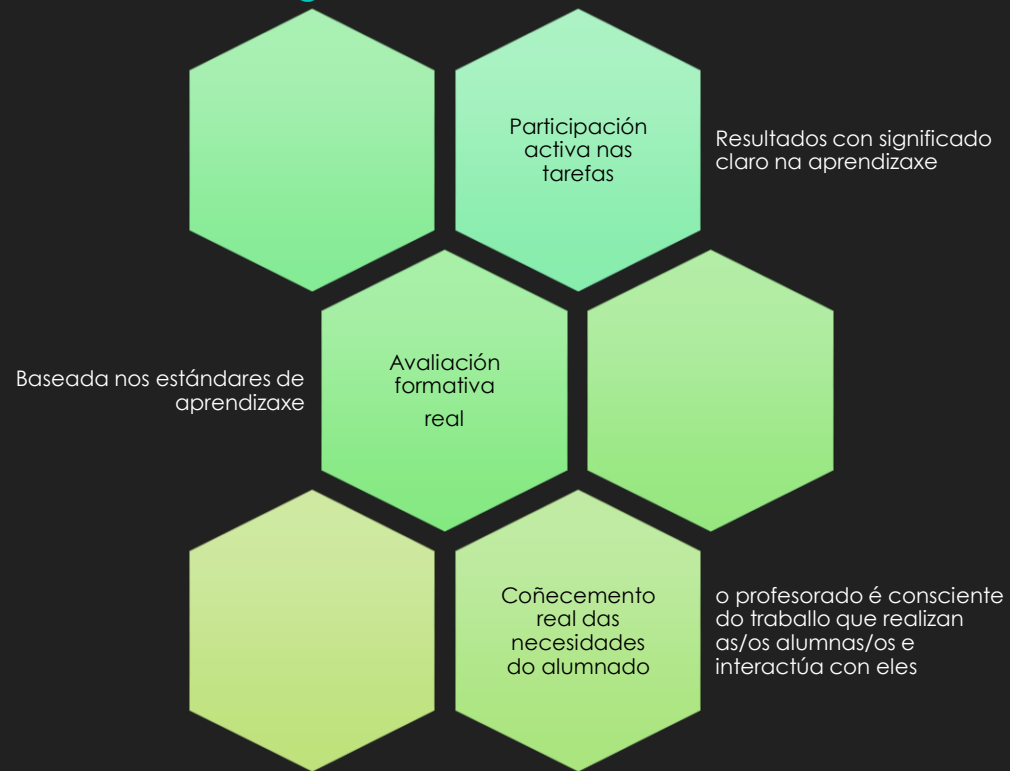 Participación
activa nas
tarefas
Resultados con significado
claro na aprendizaxe
Baseada nos estándares de
aprendizaxe
Avaliación
formativa
real
Coñecemento
real das
necesidades
do alumnado
o profesorado é consciente
do traballo que realizan
as/os alumnas/os e
interactúa con eles